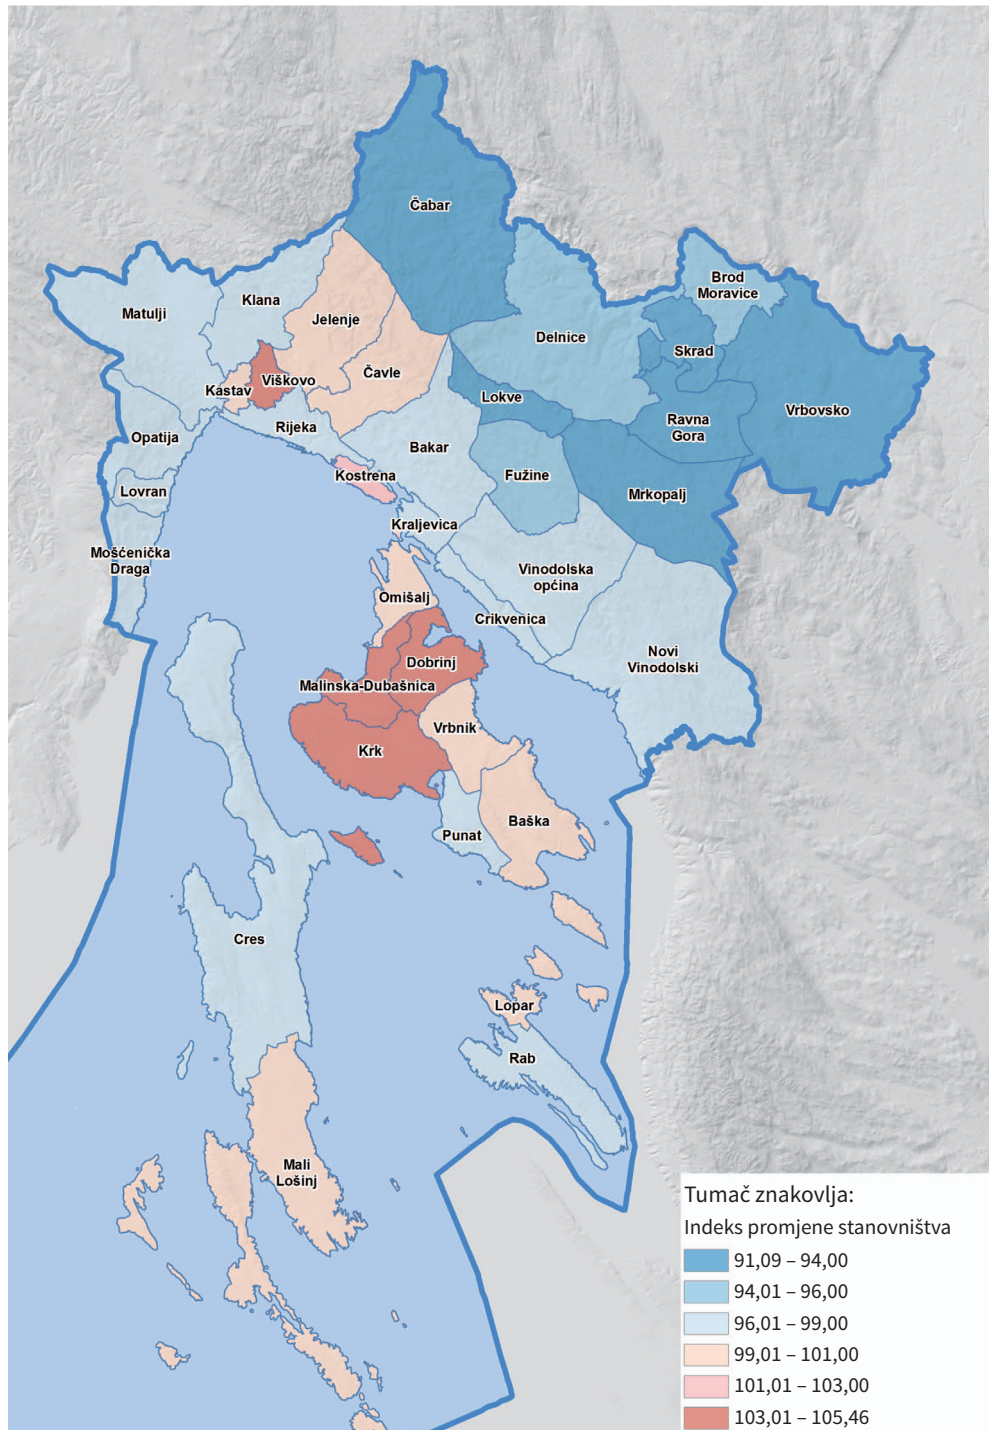 Čabar
Brod
Moravice
Klana
Matulji
Jelenje
Delnice
Skrad
Čavle
Viškovo
Kastav
Lokve
Vrbovsko
Ravna
Gora
Rijeka
Opatija
Bakar
Kostrena
Fužine
Lovran
Mrkopalj
Kraljevica
Mošćenička
Draga
Vinodolska
općina
Omišalj
Crikvenica
Novi
Vinodolski
Dobrinj
Malinska-Dubašnica
Vrbnik
Krk
Baška
Punat
Cres
Lopar
Rab
Mali
Lošinj
Tumač znakovlja:
Indeks promjene stanovništva
91,09 – 94,00
94,01 – 96,00
96,01 – 99,00
99,01 – 101,00
101,01 – 103,00
103,01 – 105,46